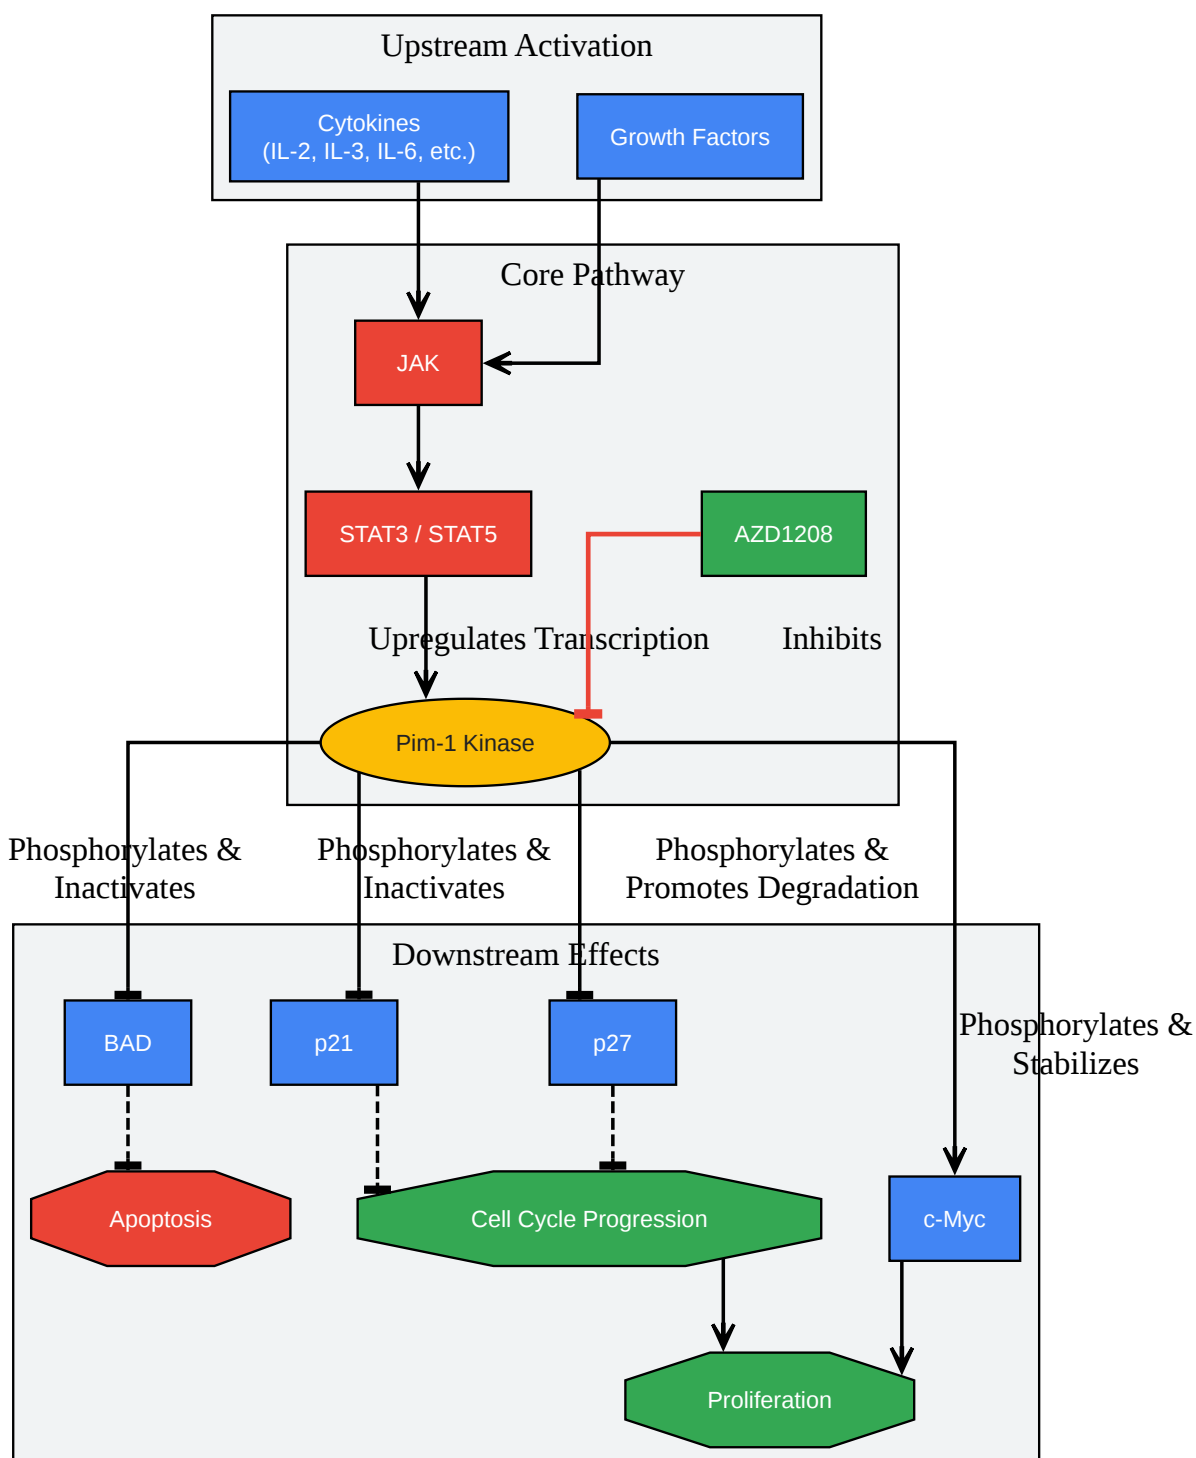 Upstream Activation
Cytokines
(IL-2, IL-3, IL-6, etc.)
Growth Factors
Core Pathway
JAK
STAT3 / STAT5
AZD1208
Upregulates Transcription
Inhibits
Pim-1 Kinase
Phosphorylates &
Inactivates
Phosphorylates &
Inactivates
Phosphorylates &
Promotes Degradation
Downstream Effects
Phosphorylates &
Stabilizes
BAD
p21
p27
Apoptosis
Cell Cycle Progression
c-Myc
Proliferation